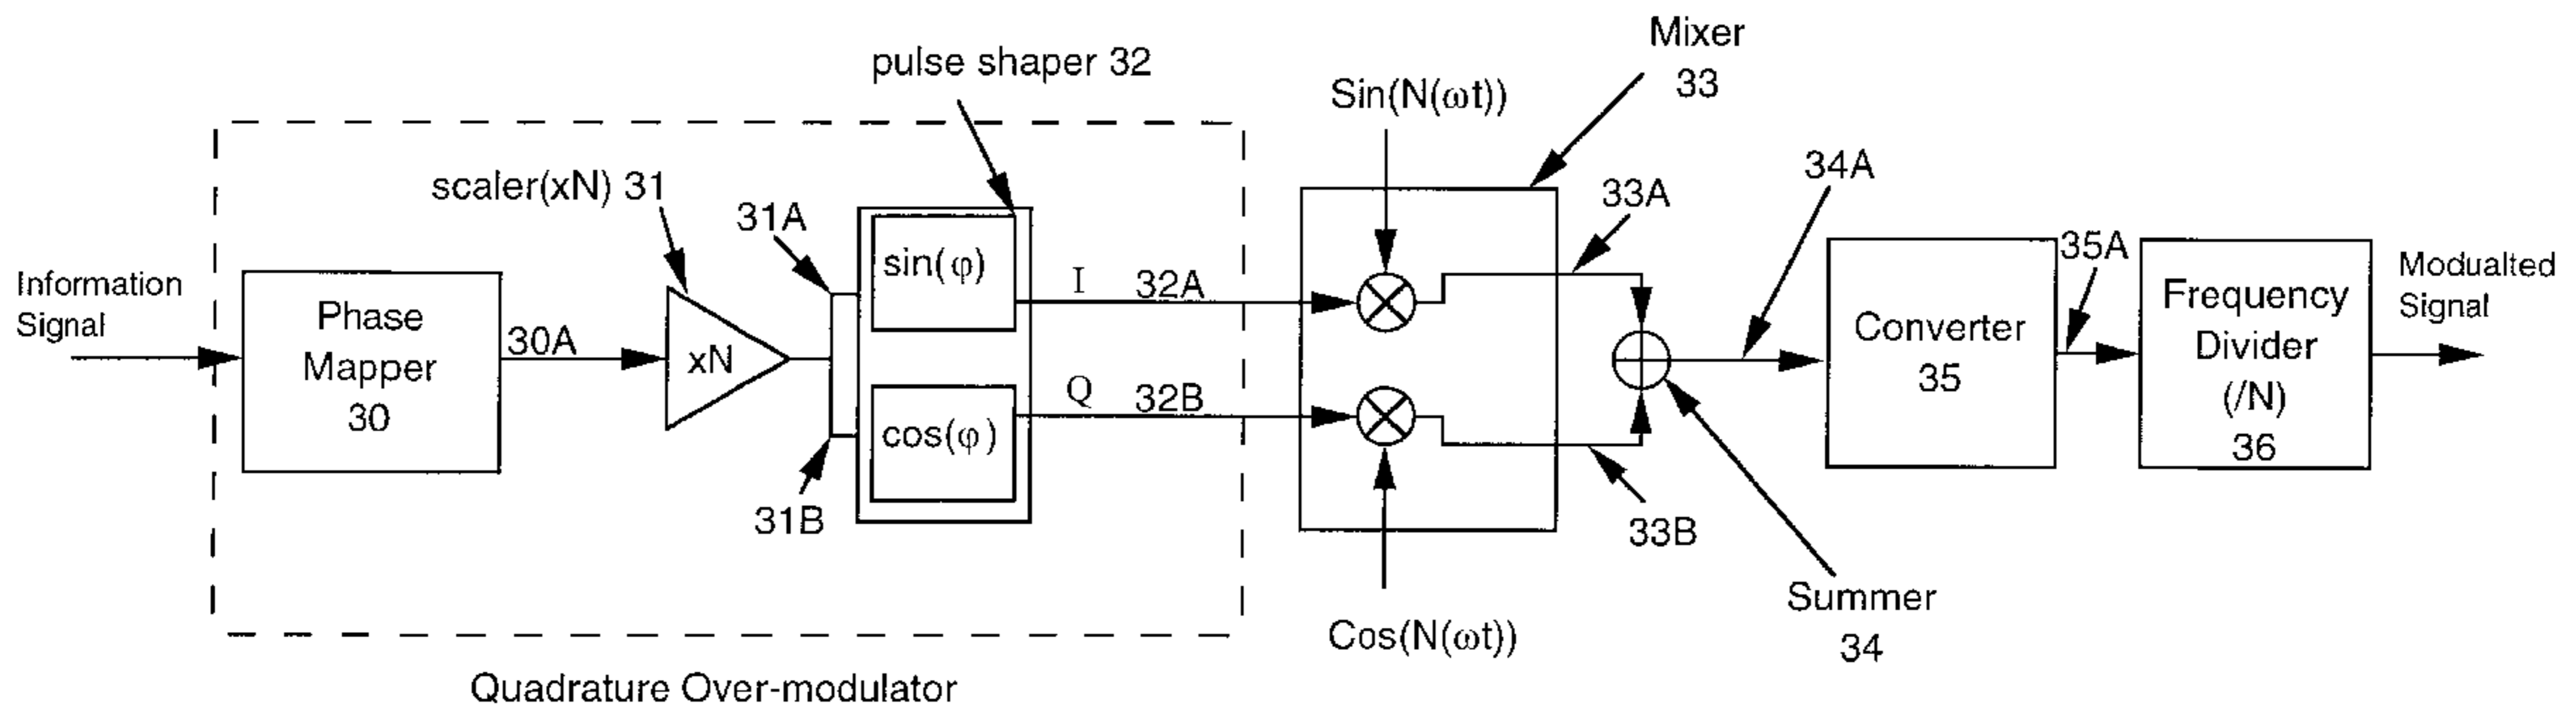 Mixer
33
pulse shaper 32
Sin(N(ωt))
scaler(xN) 31
31A
33A
34A
35A
Information
Signal
Phase
Mapper
30
30A
xN
sin(φ)
cos(φ)
I
32A
Q
32B
31B
33B
Converter
35
Frequency
Divider
(/N)
36
Modualted
Signal
Cos(N(ωt))
Summer
34
Quadrature Over-modulator